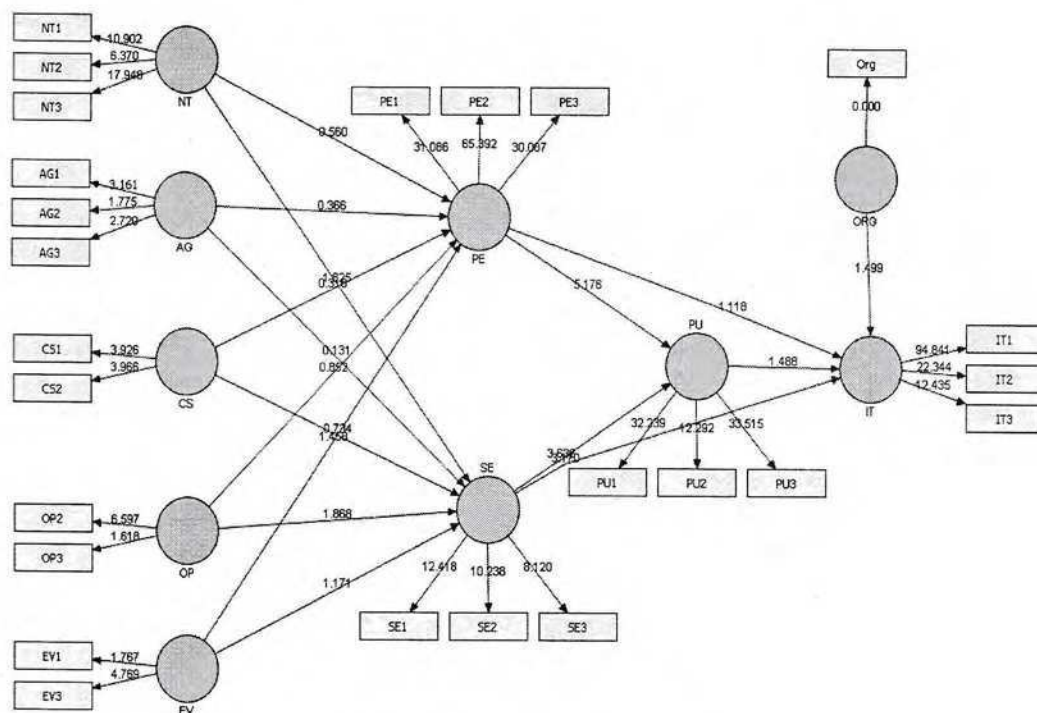 NT1
10.902
NT2
6.370
NT3
17.948
NT
Org
0.000
ORG
1.499
PE1
PE2
PE3
31.086
65.392
30.007
PE
0.560
AG1
3.161
AG2
1.775
AG3
2.720
AG
0.366
5.176
1.118
CS1
3.926
CS2
3.966
CS
0.131
PU
1.488
94.841
IT1
22.344
IT2
12.435
IT3
IT
32.239
12.292
33.515
PU1
PU2
PU3
1.458
SE
OP2
6.597
OP3
1.618
OP
1.868
1.171
12.418
10.238
8.120
SE1
SE2
SE3
EV1
1.767
EV3
4.769
EV